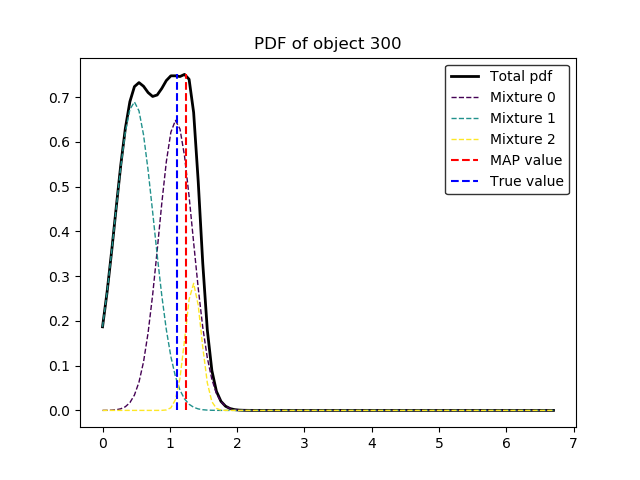 PDF of object 300
Total pdf
Mixture 0
Mixture 1
Mixture 2
MAP value
True value
0.7
0.6
0.5
0.4
0.3
0.2
0.1
0.0
0 1 2 3 4 5 6 7